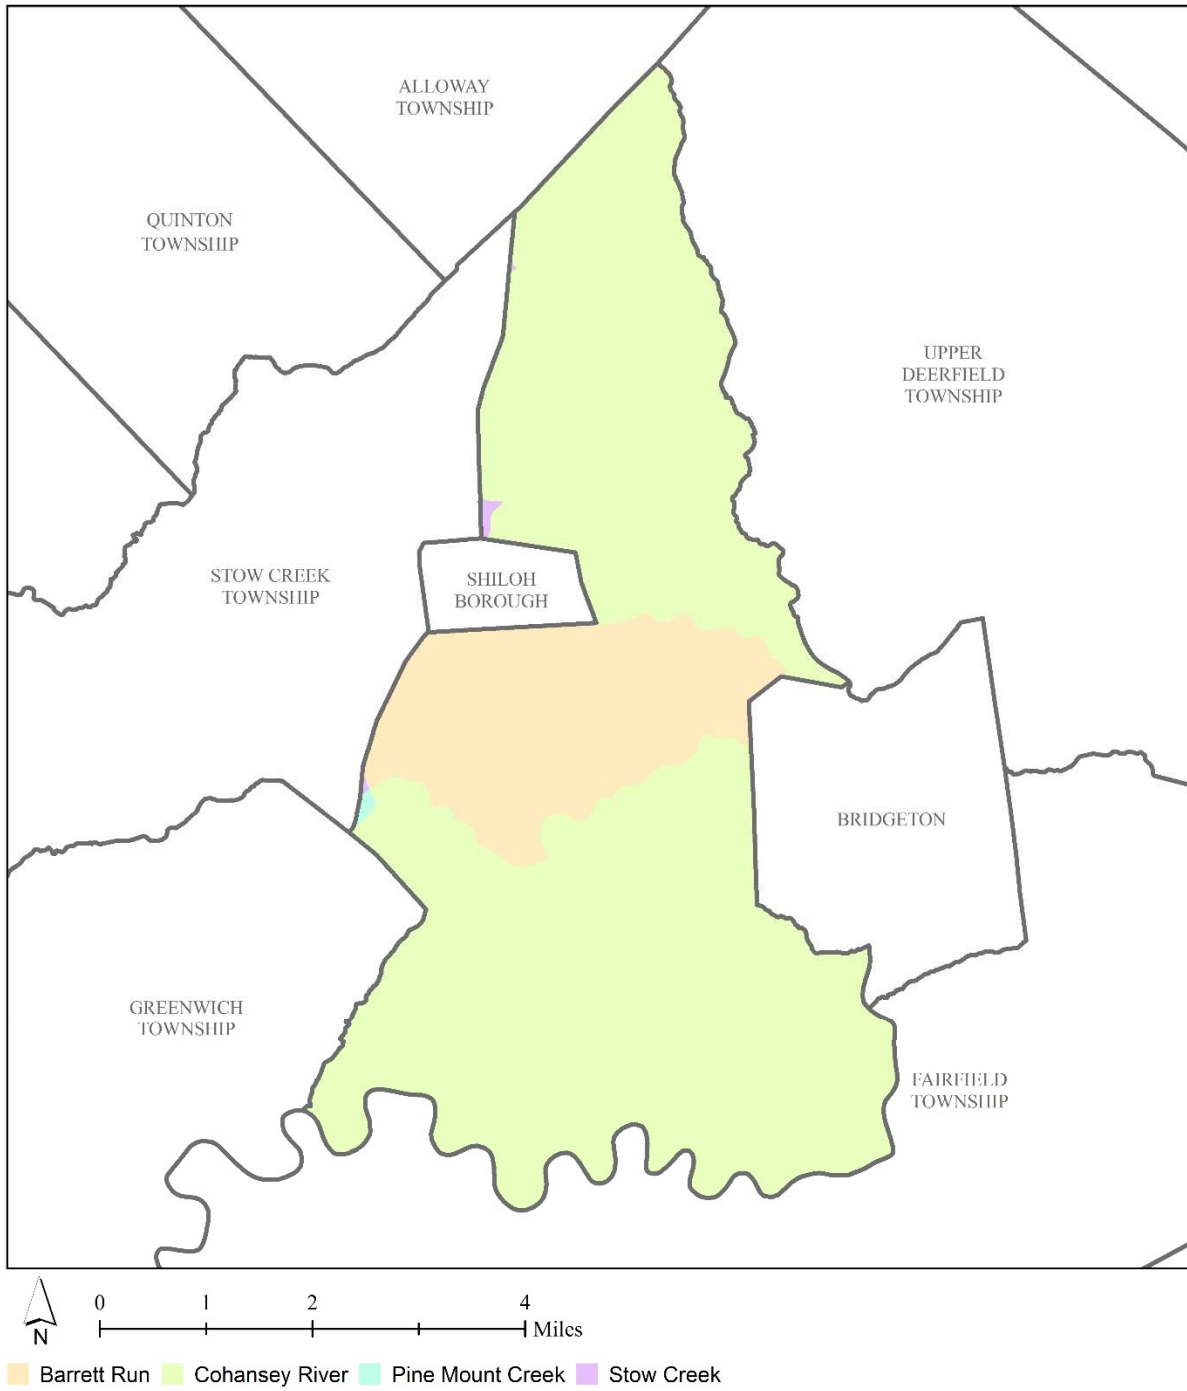 ALLOWAY
TOWNSHIP
QUINTON
TOWNSHIP
UPPER
DEERFIELD
TOWNSHIP
STOW CREEK
TOWNSHIP
SHILOH
BOROUGH
BRIDGETON
GREENWICH
TOWNSHIP
FAIRFIELD
TOWNSHIP
N
0 1 2 4
Miles
Barrett Run Cohansey River Pine Mount Creek Stow Creek